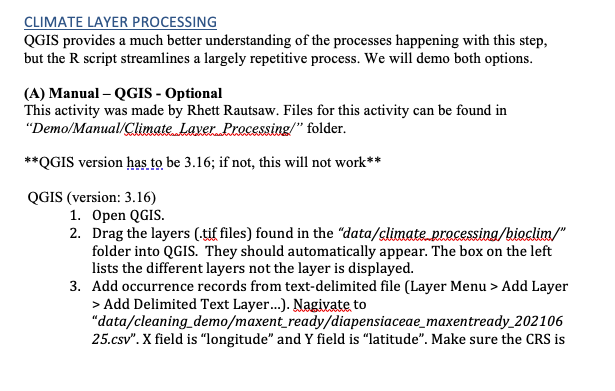 CLIMATE LAYER PROCESSING
QGIS provides a much better understanding of the processes happening with this step,
but the R script streamlines a largely repetitive process. We will demo both options.
(A) Manual – QGIS - Optional
This activity was made by Rhett Rautsaw. Files for this activity can be found in
“Demo/Manual/Climate_Layer_Processing/” folder.
**QGIS version has to be 3.16; if not, this will not work**
QGIS (version: 3.16)
1. Open QGIS.
2. Drag the layers (.tif files) found in the “data/climate_processing/bioclim/”
folder into QGIS. They should automatically appear. The box on the left
lists the different layers not the layer is displayed.
3. Add occurrence records from text-delimited file (Layer Menu > Add Layer
> Add Delimited Text Layer…). Nagivate to
“data/cleaning_demo/maxent_ready/diapensiaceae_maxentready_202106
25.csv”. X field is “longitude” and Y field is “latitude”. Make sure the CRS is